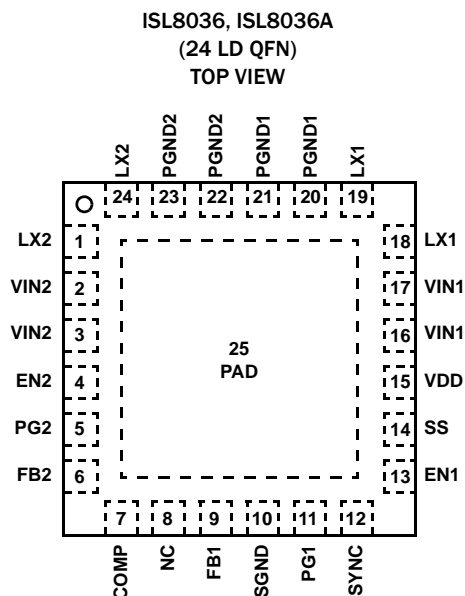 ISL8036, ISL8036A
(24 LD QFN)
TOP VIEW
LX2
PGND2
PGND2
PGND1
PGND1
LX1
24
23
22
21
20
19
LX2 1
VIN2 2
VIN2 3
EN2 4
PG2 5
FB2 6
25
PAD
18 LX1
17 VIN1
16 VIN1
15 VDD
14 SS
13 EN1
7
8
9
10
11
12
COMP
NC
FB1
SGND
PG1
SYNC